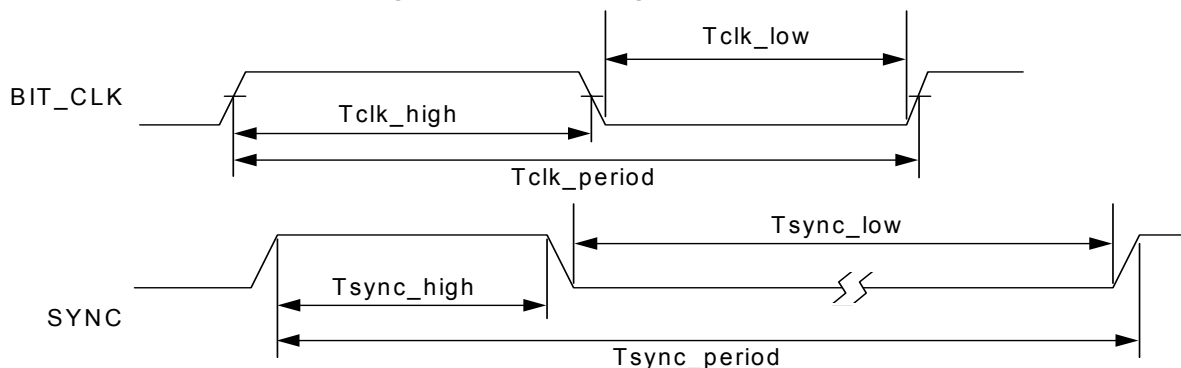 Tclk_low
BIT_CLK
Tclk_high
Tclk_period
Tsync_low
Tsync_high
SYNC
Tsync_period